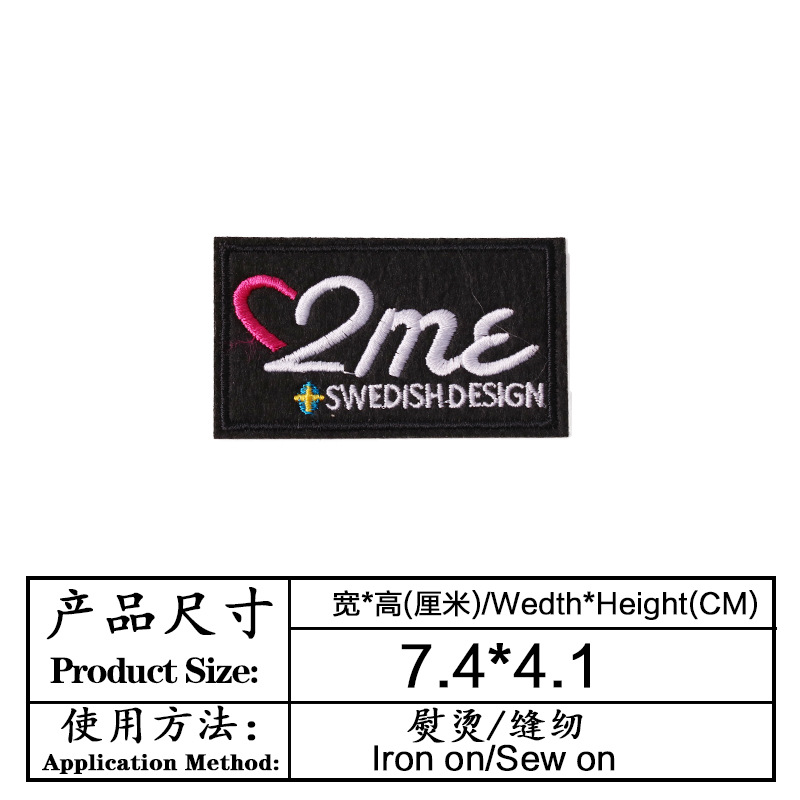 2me
SWEDISH.DESIGN
产品尺寸
Product Size:
宽*高(厘米)/Wedth*Height(CM)
7.4*4.1
使用方法:
Application Method:
熨烫/缝纫
Iron on/Sew on